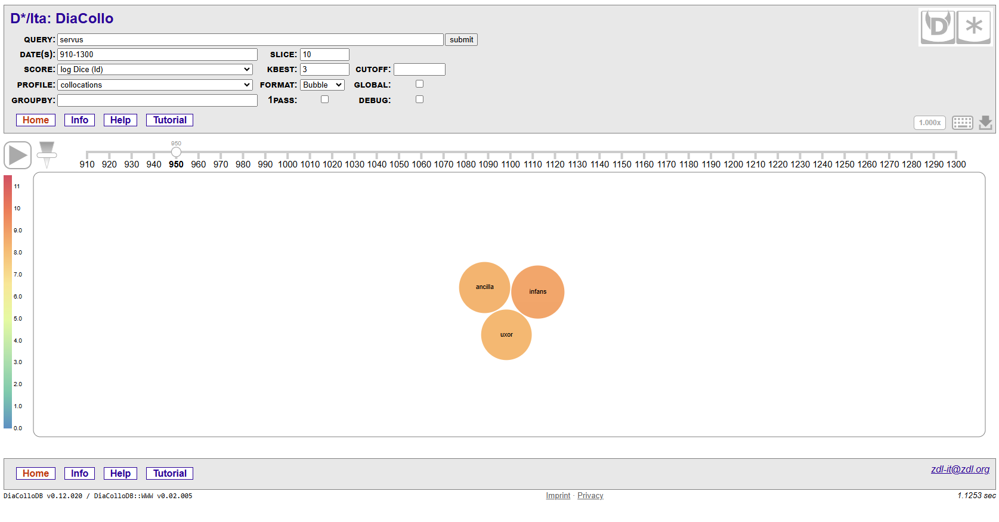 D*/lta: DiaCollo
QUERY: servus submit
DATE(S): 910-1300 SLICE: 10
SCORE: log Dice (ld) KBEST: 3 CUTOFF:
PROFILE: collocations FORMAT: Bubble GLOBAL:
GROUPBY: 1PASS: DEBUG:
Home Info Help Tutorial 1.000x
950
910 920 930 940 950 960 970 980 990 1000 1010 1020 1030 1040 1050 1060 1070 1080 1090 1100 1110 1120 1130 1140 1150 1160 1170 1180 1190 1200 1210 1220 1230 1240 1250 1260 1270 1280 1290 1300
11
10
9.0
8.0
7.0
6.0
5.0
4.0
3.0
2.0
1.0
0.0
ancilla
infans
uxor
Home Info Help Tutorial zdl-it@zdl.org
DiaColloDB v0.12.020 / DiaColloDB::WWW v0.02.005 Imprint · Privacy 1.1253 sec